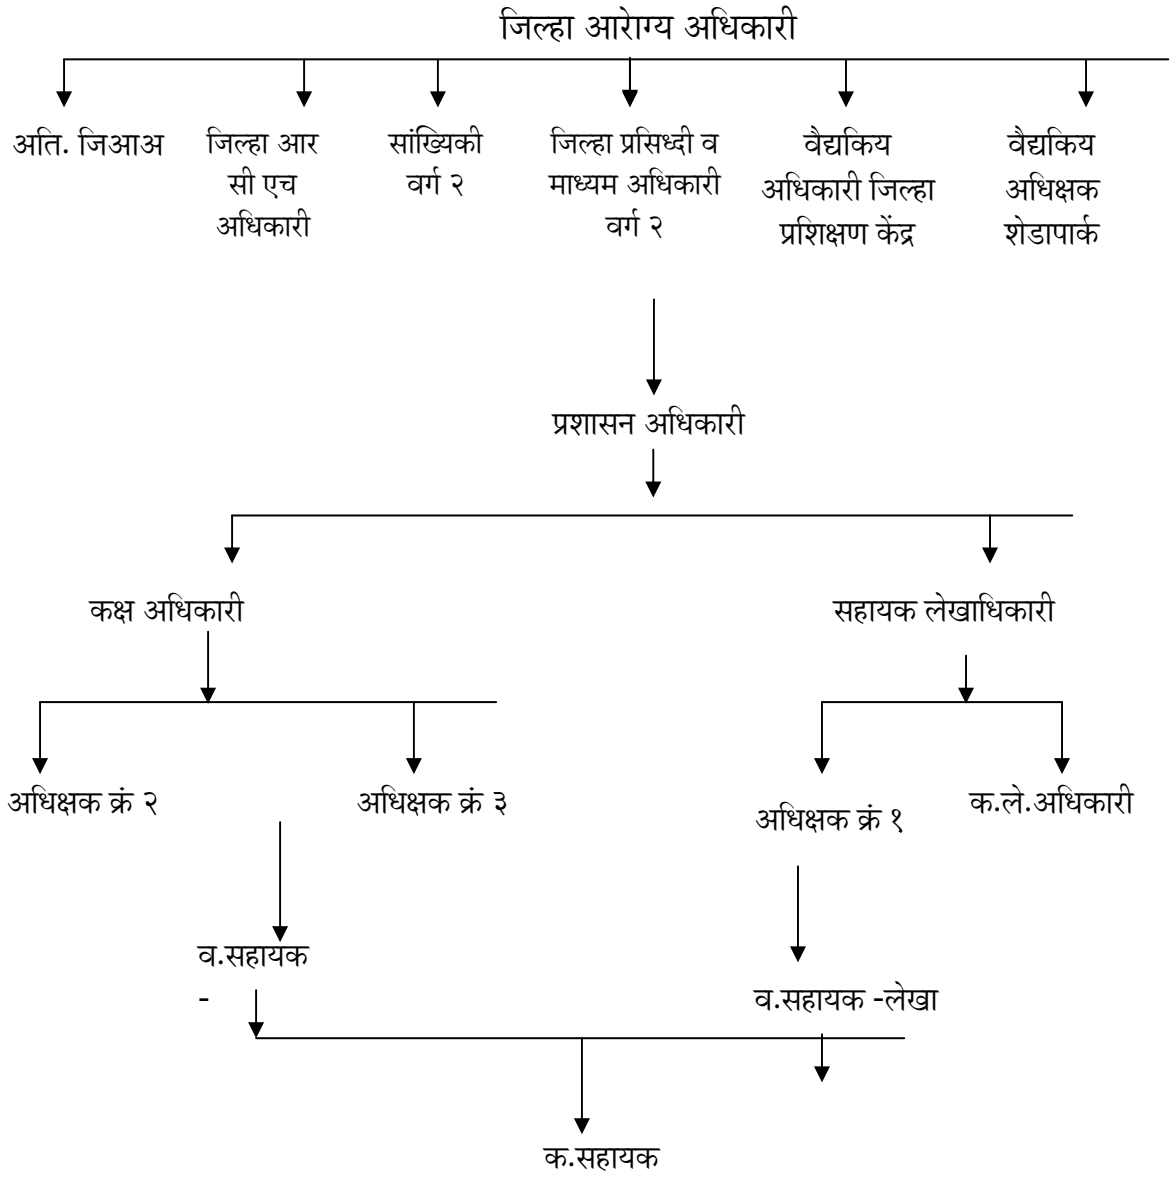 जिल्हा आरोग्य अधिकारी
अति. जिआअ
जिल्हा आर
सी एच
अधिकारी
सांख्यिकी
वर्ग २
जिल्हा प्रसिध्दी व
माध्यम अधिकारी
वर्ग २
वैद्यकिय
अधिकारी जिल्हा
प्रशिक्षण केंद्र
वैद्यकिय
अधिक्षक
शेडापार्क
प्रशासन अधिकारी
कक्ष अधिकारी
सहायक लेखाधिकारी
अधिक्षक क्रं २
अधिक्षक क्रं ३
अधिक्षक क्रं १
क.ले.अधिकारी
व.सहायक
-
व.सहायक -लेखा
क.सहायक